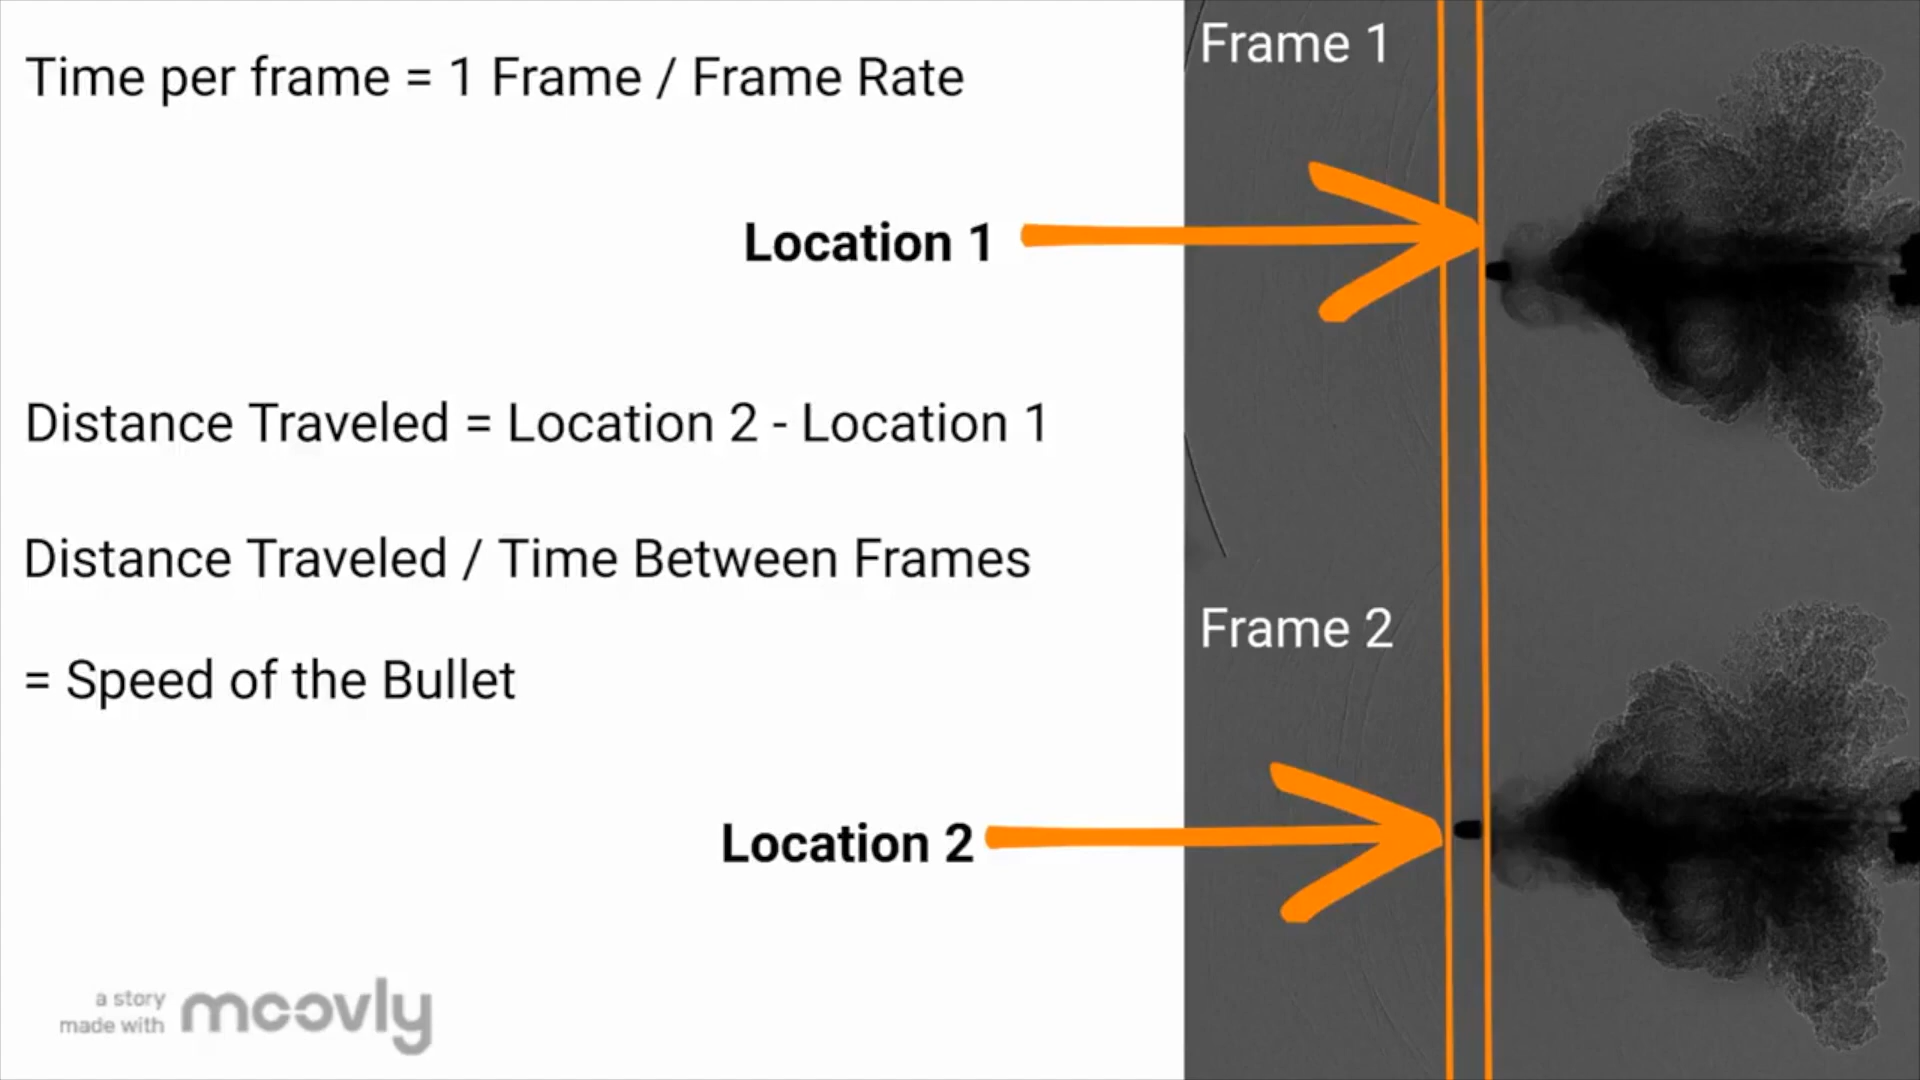 Time per frame = 1 Frame / Frame Rate
Frame 1
Location 1
Distance Traveled = Location 2 - Location 1
Distance Traveled / Time Between Frames
= Speed of the Bullet
Frame 2
Location 2
a story
made with moovly